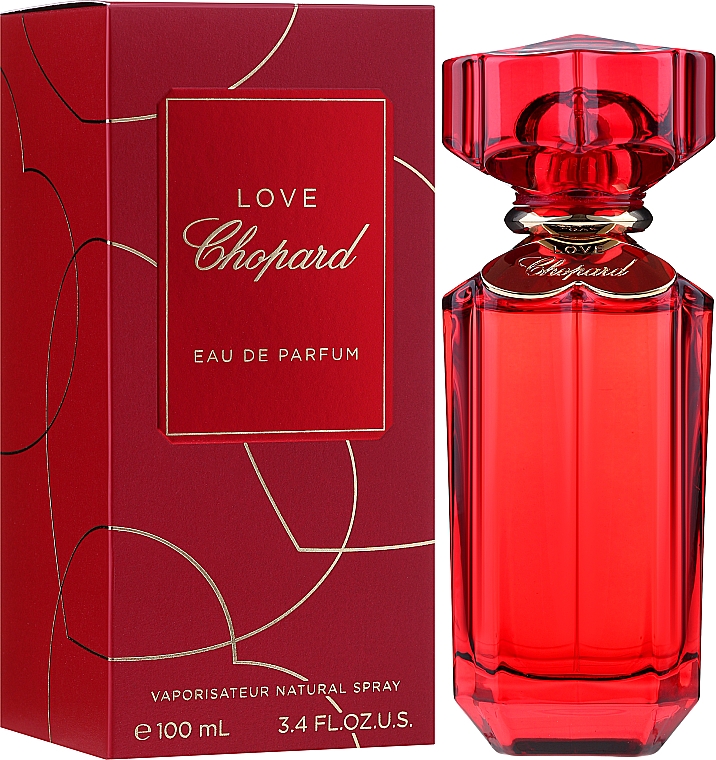 LOVE
Chopard
EAU DE PARFUM
VAPORISATEUR NATURAL SPRAY
℮ 100 mL 3.4 FL.OZ.U.S.
LOVE
Chopard